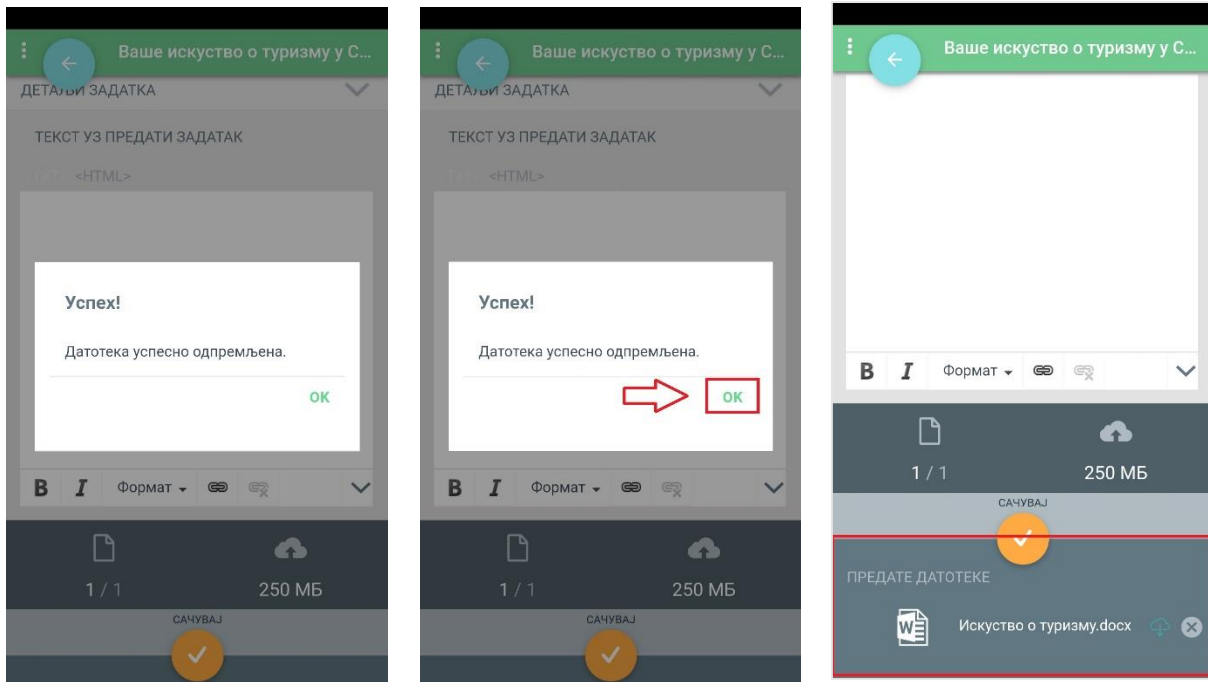 Ваше искуство о туризму у С...
ДЕТАЉИ ЗАДАТКА
ТЕКСТ УЗ ПРЕДАТИ ЗАДАТАК
<HTML>
Успех!
Датотека успесно одпремљена.
OK
B I Формат
1 / 1 250 МБ
САЧУВАЈ
Ваше искуство о туризму у С...
ДЕТАЉИ ЗАДАТКА
ТЕКСТ УЗ ПРЕДАТИ ЗАДАТАК
<HTML>
Успех!
Датотека успесно одпремљена.
OK
B I Формат
1 / 1 250 МБ
САЧУВАЈ
Ваше искуство о туризму у С...
B I Формат
1 / 1 250 МБ
САЧУВАЈ
ПРЕДАТЕ ДАТОТЕКЕ
Искуство о туризму.docx